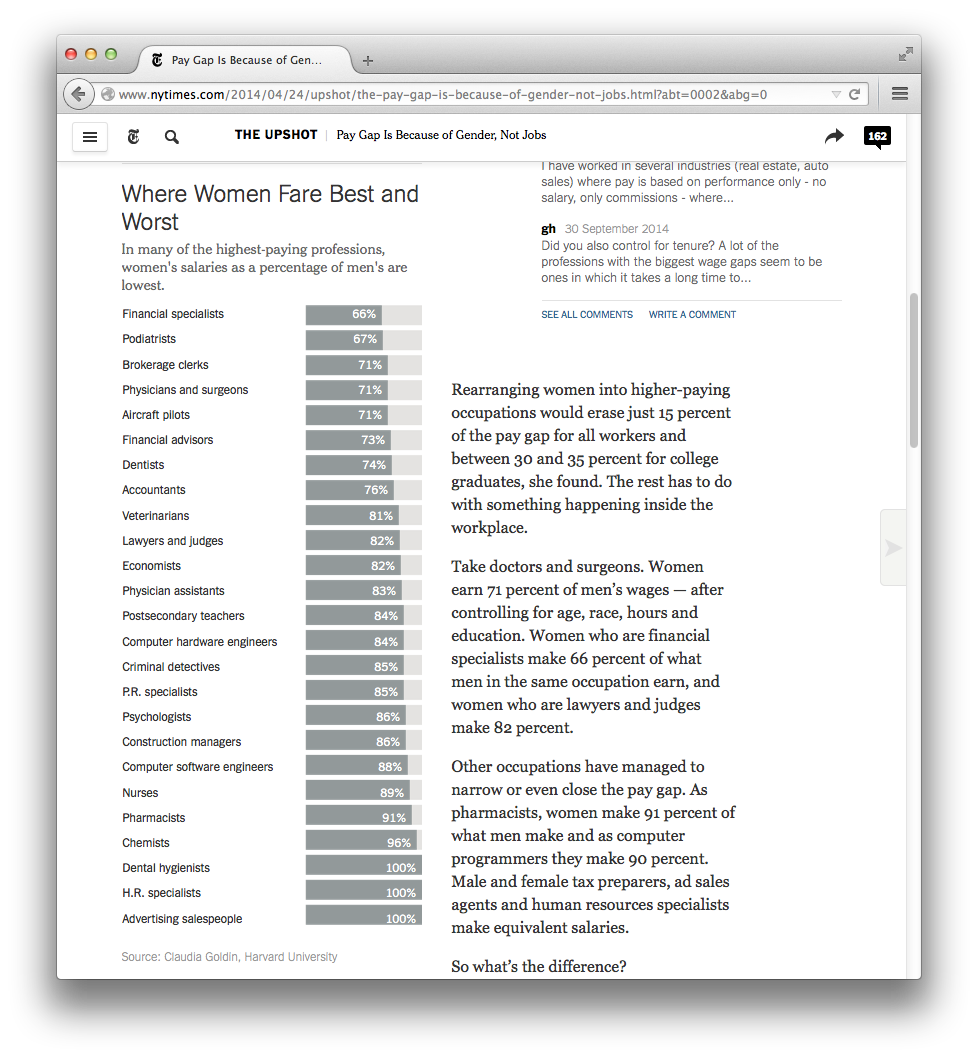 Pay Gap Is Because of Gen...
www.nytimes.com/2014/04/24/upshot/the-pay-gap-is-because-of-gender-not-jobs.html?abt=0002&abg=0
THE UPSHOT | Pay Gap Is Because of Gender, Not Jobs
162
Where Women Fare Best and
Worst
In many of the highest-paying professions,
women's salaries as a percentage of men's are
lowest.
Financial specialists 66%
Podiatrists 67%
Brokerage clerks 71%
Physicians and surgeons 71%
Aircraft pilots 71%
Financial advisors 73%
Dentists 74%
Accountants 76%
Veterinarians 81%
Lawyers and judges 82%
Economists 82%
Physician assistants 83%
Postsecondary teachers 84%
Computer hardware engineers 84%
Criminal detectives 85%
P.R. specialists 85%
Psychologists 86%
Construction managers 86%
Computer software engineers 88%
Nurses 89%
Pharmacists 91%
Chemists 96%
Dental hygienists 100%
H.R. specialists 100%
Advertising salespeople 100%
Source: Claudia Goldin, Harvard University
I have worked in several industries (real estate, auto
sales) where pay is based on performance only - no
salary, only commissions - where...
gh 30 September 2014
Did you also control for tenure? A lot of the
professions with the biggest wage gaps seem to be
ones in which it takes a long time to...
SEE ALL COMMENTS WRITE A COMMENT
Rearranging women into higher-paying
occupations would erase just 15 percent
of the pay gap for all workers and
between 30 and 35 percent for college
graduates, she found. The rest has to do
with something happening inside the
workplace.
Take doctors and surgeons. Women
earn 71 percent of men’s wages — after
controlling for age, race, hours and
education. Women who are financial
specialists make 66 percent of what
men in the same occupation earn, and
women who are lawyers and judges
make 82 percent.
Other occupations have managed to
narrow or even close the pay gap. As
pharmacists, women make 91 percent of
what men make and as computer
programmers they make 90 percent.
Male and female tax preparers, ad sales
agents and human resources specialists
make equivalent salaries.
So what’s the difference?